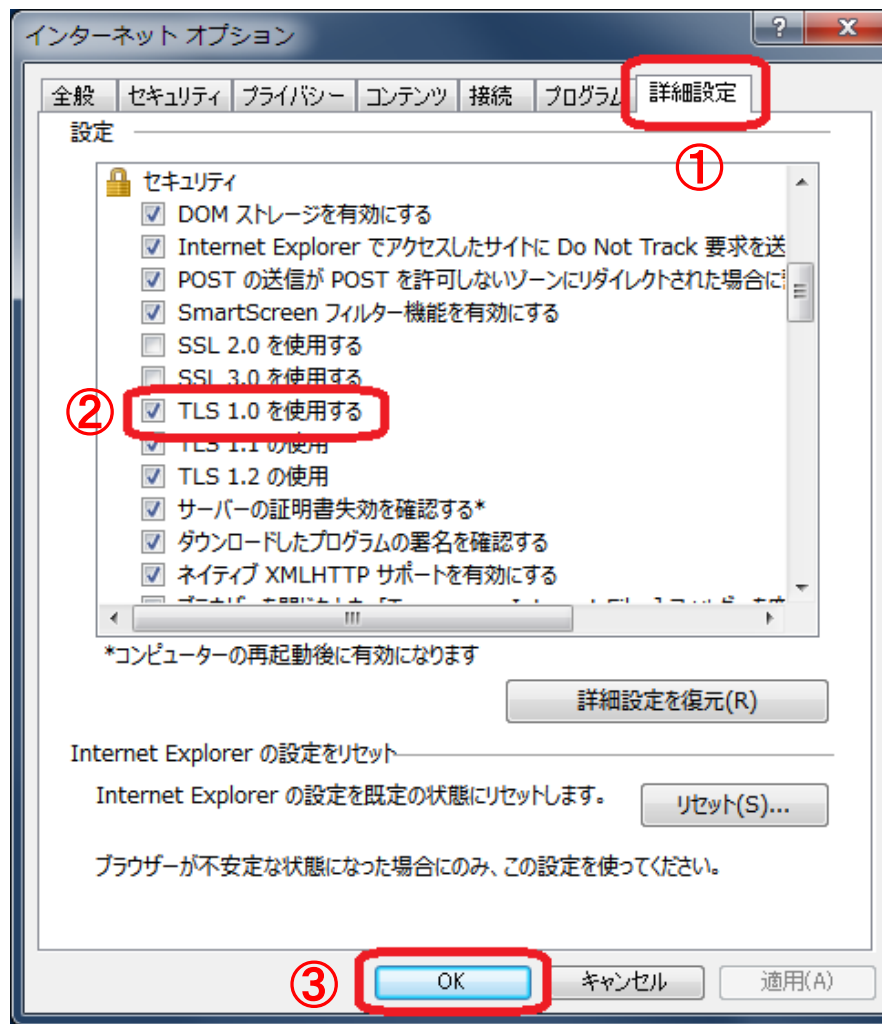 インターネット オプション
?
x
全般 セキュリティ プライバシー コンテンツ 接続 プログラム 詳細設定
設定
①
セキュリティ
DOM ストレージを有効にする
Internet Explorer でアクセスしたサイトに Do Not Track 要求を送
POST の送信が POST を許可しないゾーンにリダイレクトされた場合に
SmartScreen フィルター機能を有効にする
SSL 2.0 を使用する
SSL 3.0 を使用する
② TLS 1.0 を使用する
TLS 1.1 の使用
TLS 1.2 の使用
サーバーの証明書失効を確認する*
ダウンロードしたプログラムの署名を確認する
ネイティブ XMLHTTP サポートを有効にする
*コンピューターの再起動後に有効になります
詳細設定を復元(R)
Internet Explorer の設定をリセット
Internet Explorer の設定を既定の状態にリセットします。
リセット(S)...
ブラウザーが不安定な状態になった場合にのみ、この設定を使ってください。
③ OK キャンセル 適用(A)